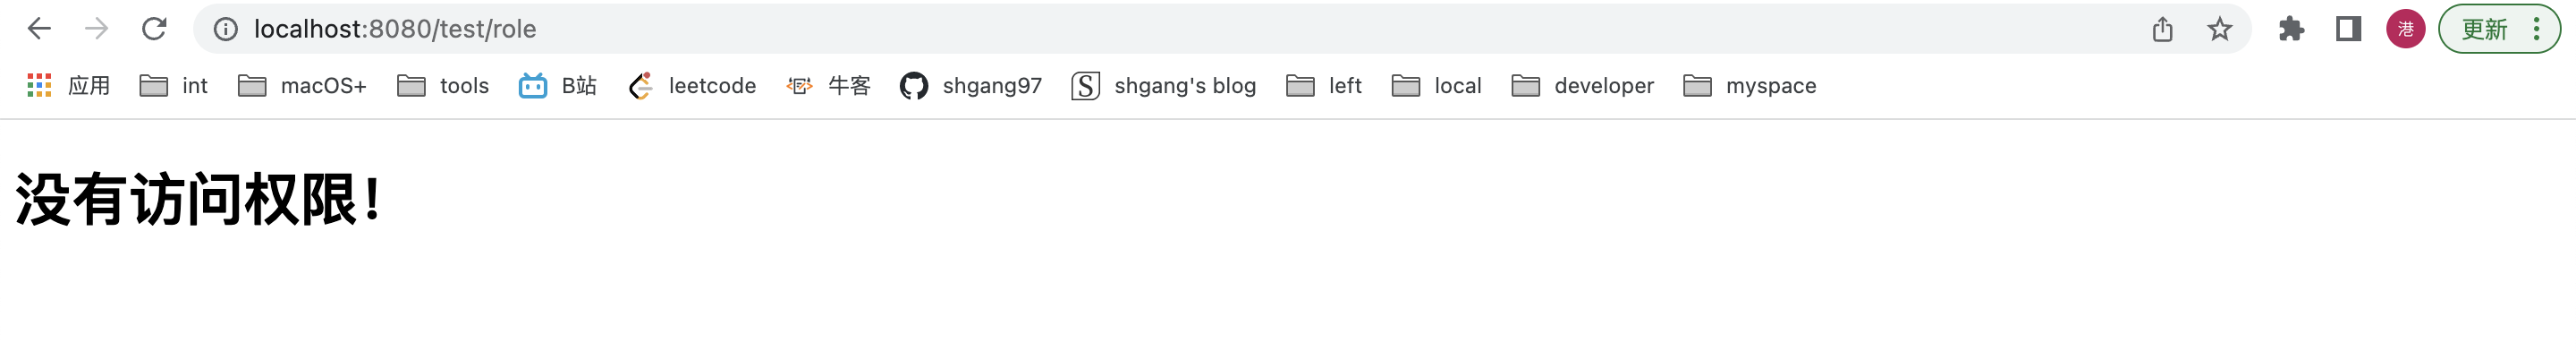 localhost:8080/test/role 港 更新
应用 int macOS+ tools B站 leetcode 牛客 shgang97 shgang's blog left local developer myspace
没有访问权限！